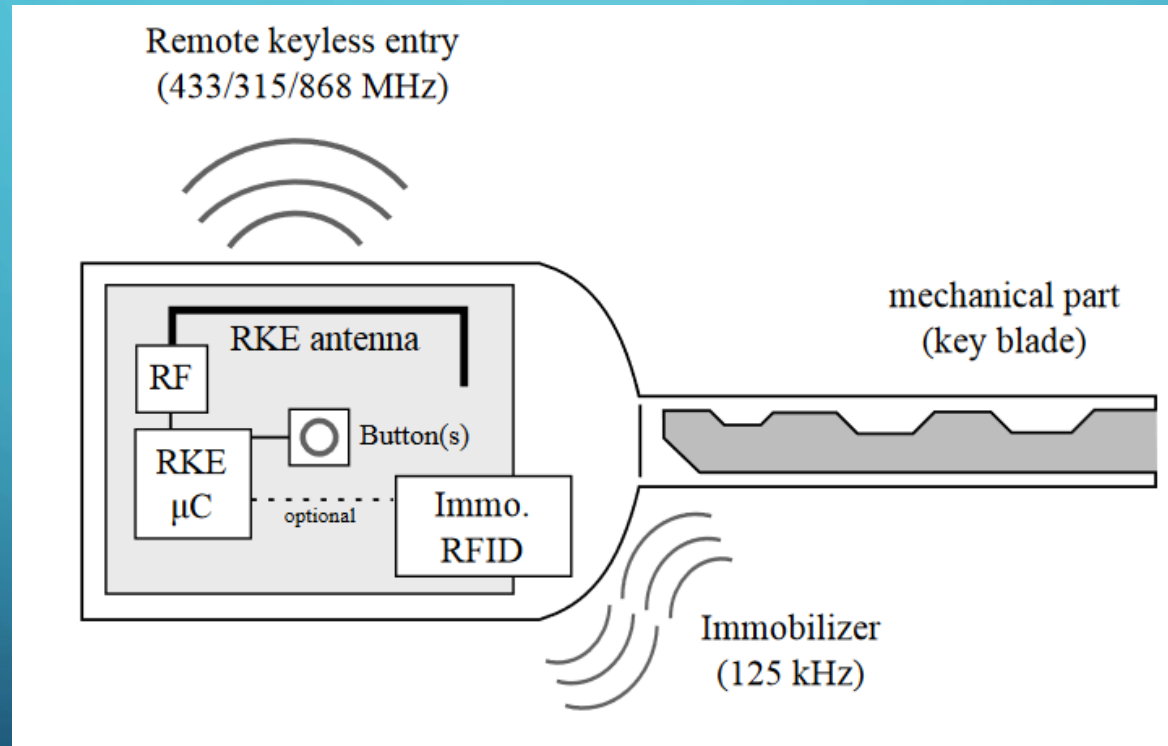 Remote keyless entry
(433/315/868 MHz)
RKE antenna
RF
Button(s)
RKE
μC
optional
Immo.
RFID
mechanical part
(key blade)
Immobilizer
(125 kHz)